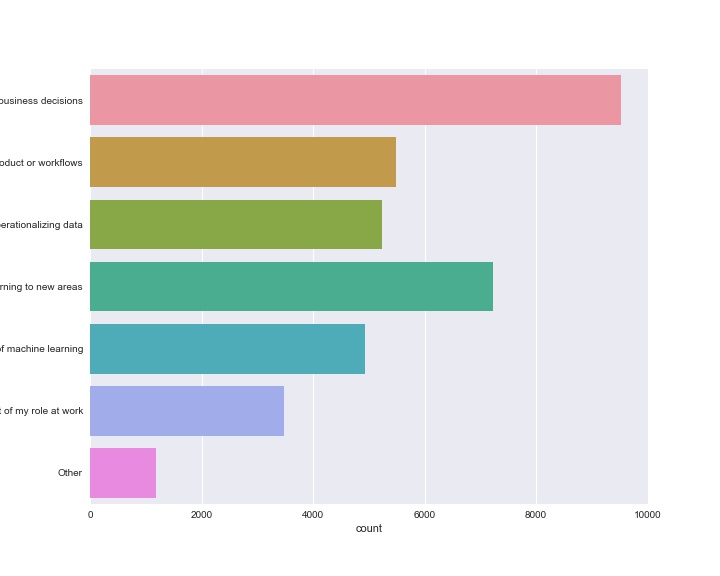 business decisions
oduct or workflows
erationalizing data
rning to new areas
of machine learning
of my role at work
Other
0 2000 4000 6000 8000 10000
count